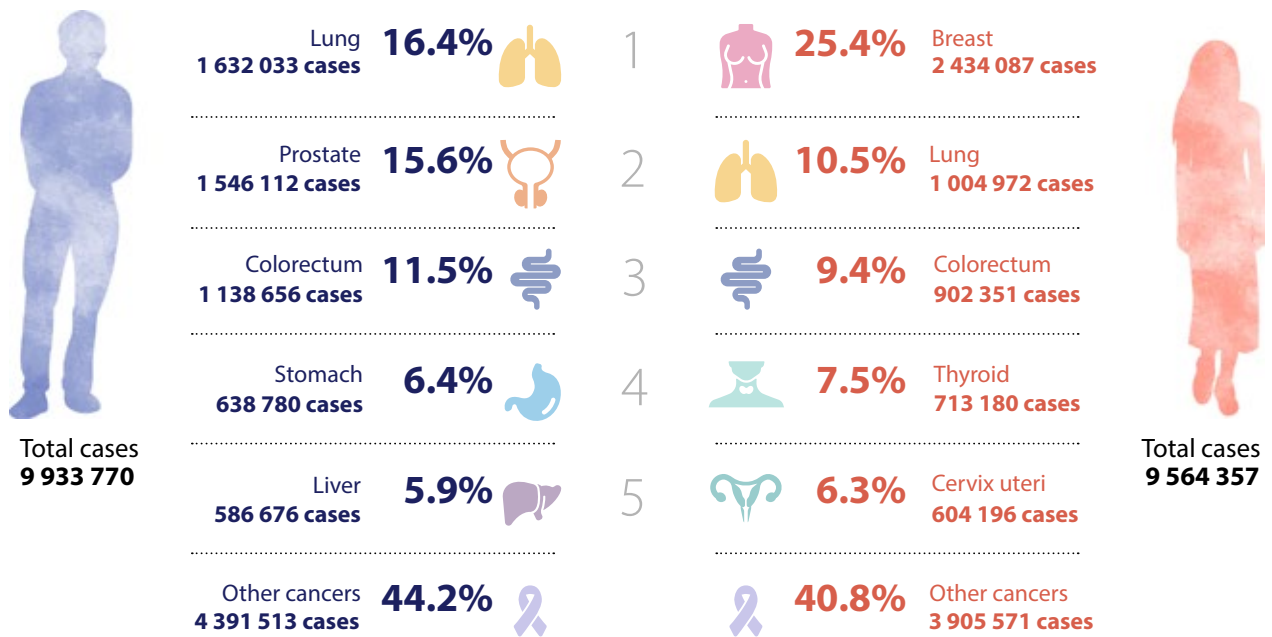 Lung
1 632 033 cases
16.4%
1
25.4%
Breast
2 434 087 cases
Prostate
1 546 112 cases
15.6%
2
10.5%
Lung
1 004 972 cases
Colorectum
1 138 656 cases
11.5%
3
9.4%
Colorectum
902 351 cases
Stomach
638 780 cases
6.4%
4
7.5%
Thyroid
713 180 cases
Total cases
9 933 770
Total cases
9 564 357
Liver
586 676 cases
5.9%
5
6.3%
Cervix uteri
604 196 cases
Other cancers
4 391 513 cases
44.2%
40.8%
Other cancers
3 905 571 cases